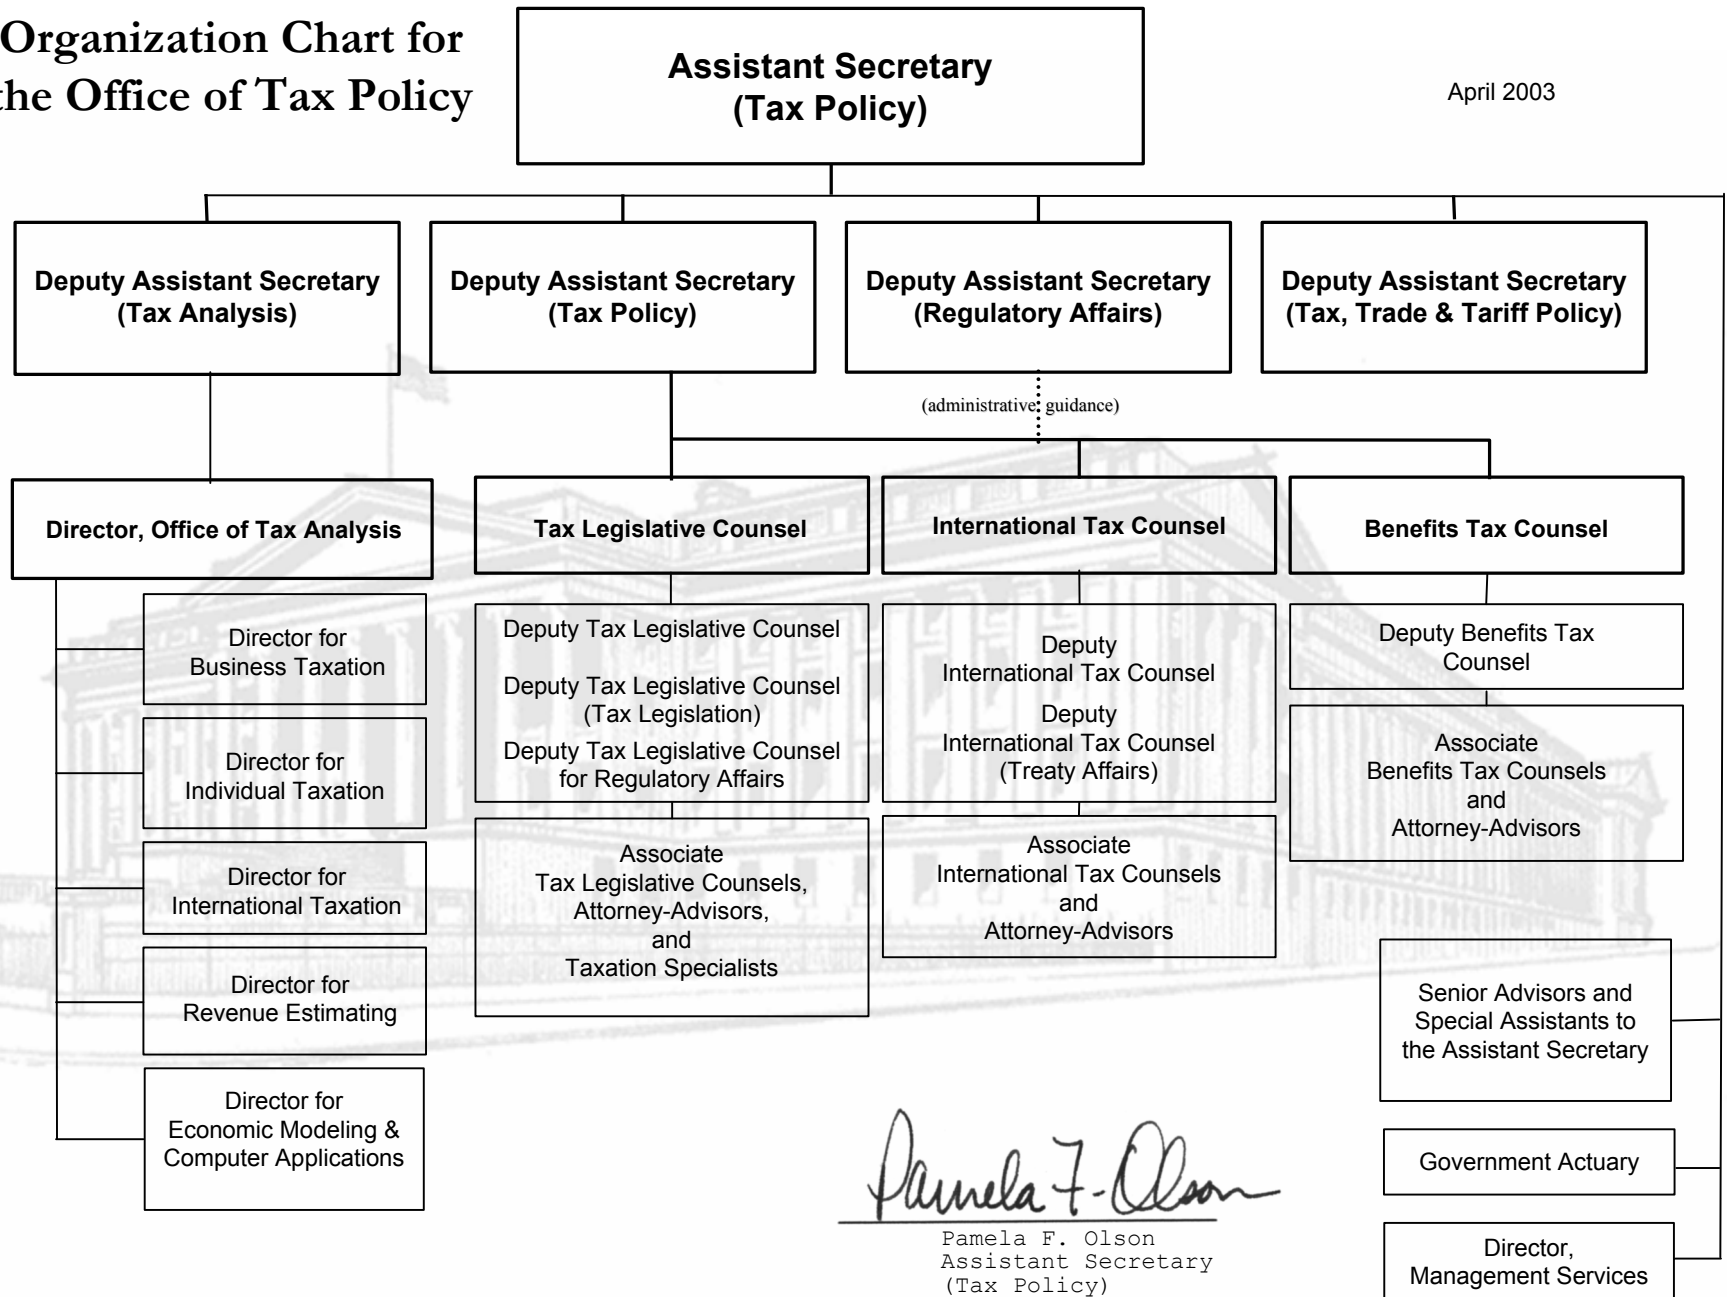 Organization Chart for
the Office of Tax Policy
Assistant Secretary
(Tax Policy)
April 2003
Deputy Assistant Secretary
(Tax Analysis)
Deputy Assistant Secretary
(Tax Policy)
Deputy Assistant Secretary
(Regulatory Affairs)
Deputy Assistant Secretary
(Tax, Trade & Tariff Policy)
(administrative guidance)
Director, Office of Tax Analysis
Tax Legislative Counsel
International Tax Counsel
Benefits Tax Counsel
Director for
Business Taxation
Director for
Individual Taxation
Director for
International Taxation
Director for
Revenue Estimating
Director for
Economic Modeling &
Computer Applications
Deputy Tax Legislative Counsel
Deputy Tax Legislative Counsel
(Tax Legislation)
Deputy Tax Legislative Counsel
for Regulatory Affairs
Associate
Tax Legislative Counsels,
Attorney-Advisors,
and
Taxation Specialists
Deputy
International Tax Counsel
Deputy
International Tax Counsel
(Treaty Affairs)
Associate
International Tax Counsels
and
Attorney-Advisors
Deputy Benefits Tax
Counsel
Associate
Benefits Tax Counsels
and
Attorney-Advisors
Senior Advisors and
Special Assistants to
the Assistant Secretary
Government Actuary
Director,
Management Services
Pamela F. Olson
Pamela F. Olson
Assistant Secretary
(Tax Policy)